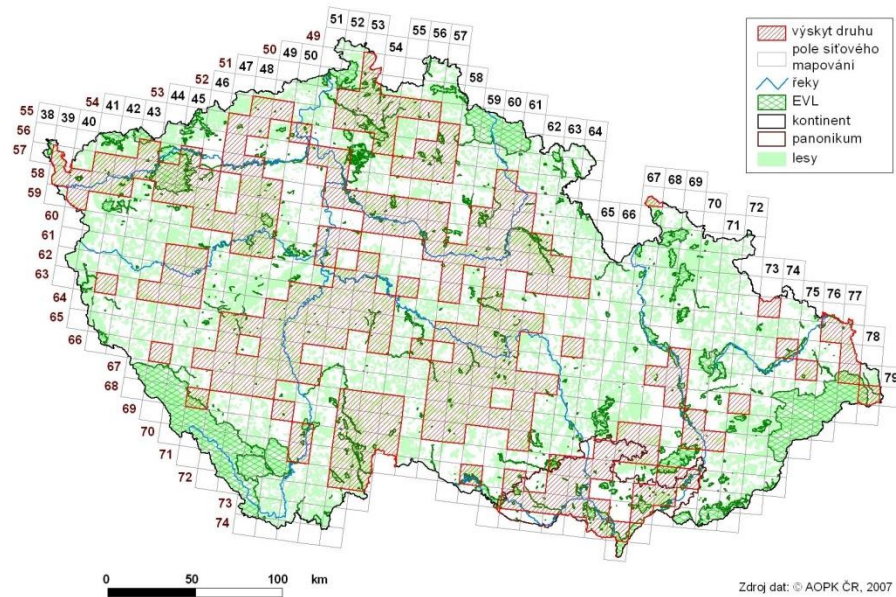 51 52 53
49
54
55 56 57
50
49 50
51
47 48
52
46
58
59 60 61
53
44 45
54
41 42 43
38 39 40
55
56
57
58
59
60
61
62
63
64
65
66
67
68
69
70
71
72
73
74
62 63 64
65 66
67 68 69
70
71 72
73 74
75 76 77
78
79
výskyt druhu
pole síťového
mapování
řeky
EVL
kontinent
panonikum
lesy
0 50 100 km
Zdroj dat: © AOPK ČR, 2007